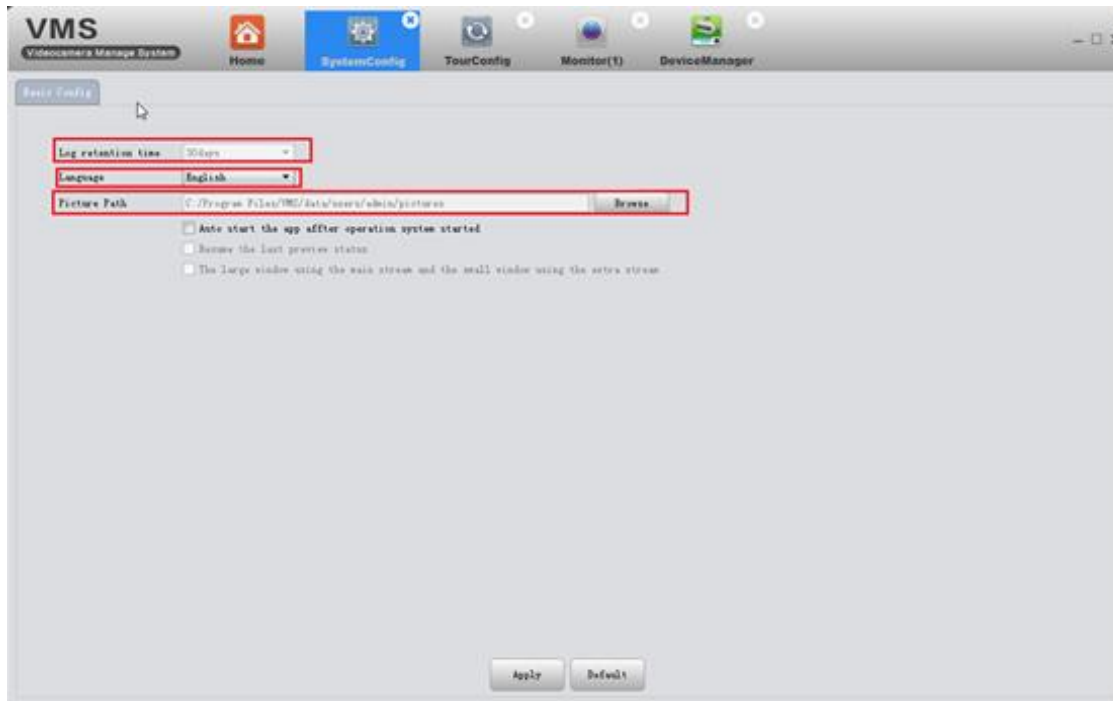 VMS
Videocamera Manage System
Home
SystemConfig
TourConfig
Monitor(1)
DeviceManager
Basic Config
Log retention time 30days
Language English
Picture Path C:/Program Files/VMS/data/users/admin/pictures Browse
Auto start the app affter operation system started
Resume the last preview status
The large window using the main stream and the small window using the extra stream
Apply Default